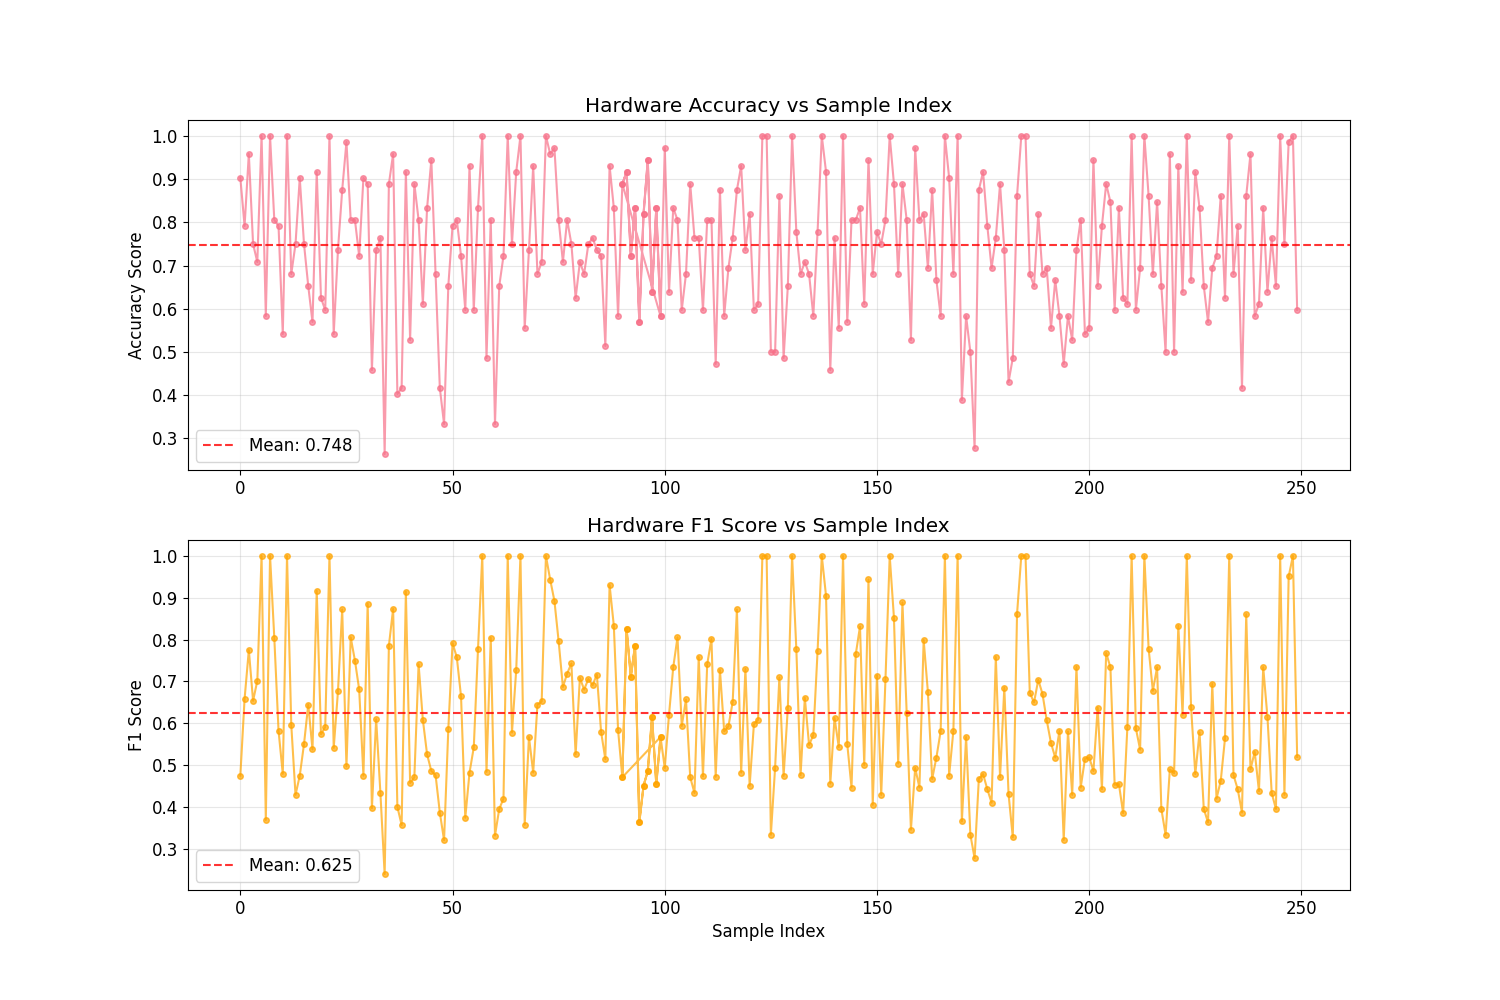 Hardware Accuracy vs Sample Index
Accuracy Score
1.0
0.9
0.8
0.7
0.6
0.5
0.4
0.3
Mean: 0.748
0 50 100 150 200 250
Hardware F1 Score vs Sample Index
F1 Score
1.0
0.9
0.8
0.7
0.6
0.5
0.4
0.3
Mean: 0.625
0 50 100 150 200 250
Sample Index